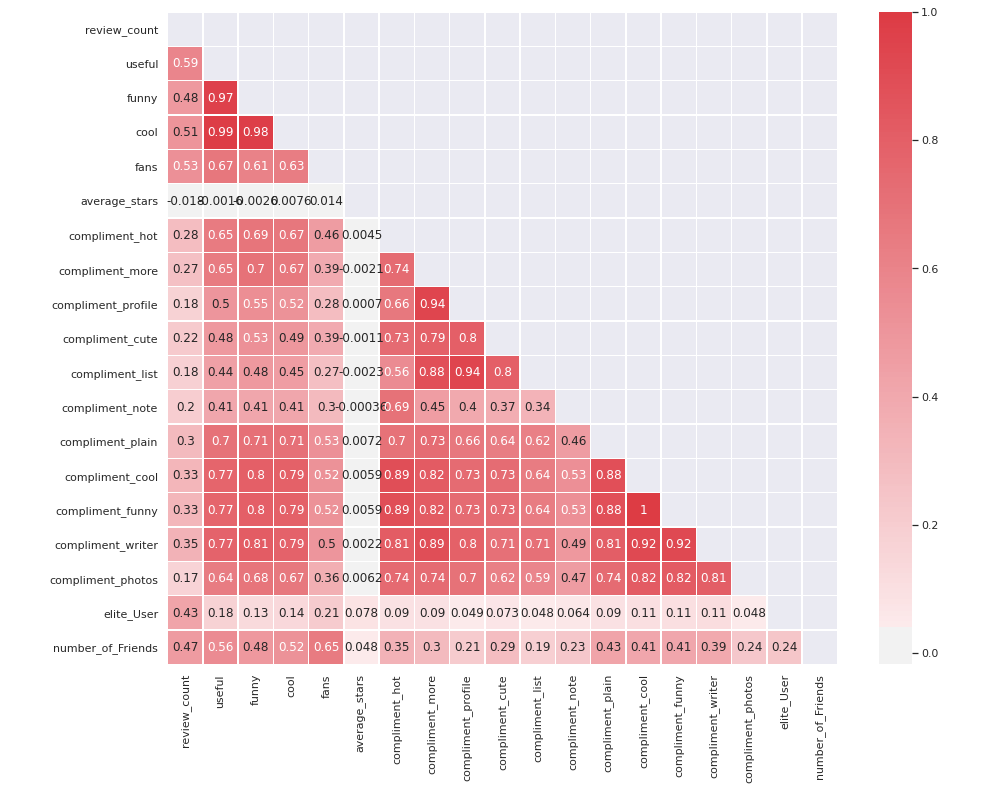 review_count
useful 0.59
funny 0.48 0.97
cool 0.51 0.99 0.98
fans 0.53 0.67 0.61 0.63
average_stars -0.018 -0.0016 -0.0026 0.0076 0.014
compliment_hot 0.28 0.65 0.69 0.67 0.46 0.0045
compliment_more 0.27 0.65 0.7 0.67 0.39 -0.0021 0.74
compliment_profile 0.18 0.5 0.55 0.52 0.28 0.0007 0.66 0.94
compliment_cute 0.22 0.48 0.53 0.49 0.39 -0.0011 0.73 0.79 0.8
compliment_list 0.18 0.44 0.48 0.45 0.27 -0.0023 0.56 0.88 0.94 0.8
compliment_note 0.2 0.41 0.41 0.41 0.3 -0.00036 0.69 0.45 0.4 0.37 0.34
compliment_plain 0.3 0.7 0.71 0.71 0.53 0.0072 0.7 0.73 0.66 0.64 0.62 0.46
compliment_cool 0.33 0.77 0.8 0.79 0.52 0.0059 0.89 0.82 0.73 0.73 0.64 0.53 0.88
compliment_funny 0.33 0.77 0.8 0.79 0.52 0.0059 0.89 0.82 0.73 0.73 0.64 0.53 0.88 1
compliment_writer 0.35 0.77 0.81 0.79 0.5 0.0022 0.81 0.89 0.8 0.71 0.71 0.49 0.81 0.92 0.92
compliment_photos 0.17 0.64 0.68 0.67 0.36 0.0062 0.74 0.74 0.7 0.62 0.59 0.47 0.74 0.82 0.82 0.81
elite_User 0.43 0.18 0.13 0.14 0.21 0.078 0.09 0.09 0.049 0.073 0.048 0.064 0.09 0.11 0.11 0.11 0.048
number_of_Friends 0.47 0.56 0.48 0.52 0.65 0.048 0.35 0.3 0.21 0.29 0.19 0.23 0.43 0.41 0.41 0.39 0.24 0.24
review_count
useful
funny
cool
fans
average_stars
compliment_hot
compliment_more
compliment_profile
compliment_cute
compliment_list
compliment_note
compliment_plain
compliment_cool
compliment_funny
compliment_writer
compliment_photos
elite_User
number_of_Friends
1.0
0.8
0.6
0.4
0.2
0.0